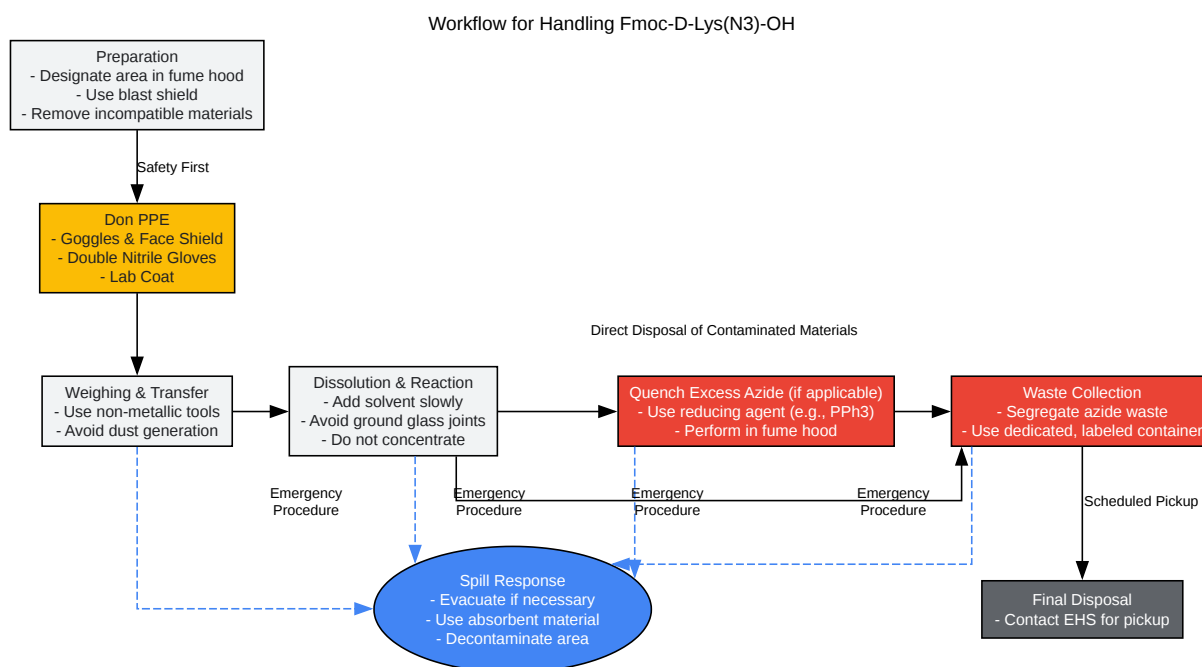 Workflow for Handling Fmoc-D-Lys(N3)-OH
Preparation
- Designate area in fume hood
- Use blast shield
- Remove incompatible materials
Safety First
Don PPE
- Goggles & Face Shield
- Double Nitrile Gloves
- Lab Coat
Direct Disposal of Contaminated Materials
Weighing & Transfer
- Use non-metallic tools
- Avoid dust generation
Dissolution & Reaction
- Add solvent slowly
- Avoid ground glass joints
- Do not concentrate
Quench Excess Azide (if applicable)
- Use reducing agent (e.g., PPh3)
- Perform in fume hood
Waste Collection
- Segregate azide waste
- Use dedicated, labeled container
Emergency
Procedure
Emergency
Procedure
Emergency
Procedure
Emergency
Procedure
Scheduled Pickup
Spill Response
- Evacuate if necessary
- Use absorbent material
- Decontaminate area
Final Disposal
- Contact EHS for pickup